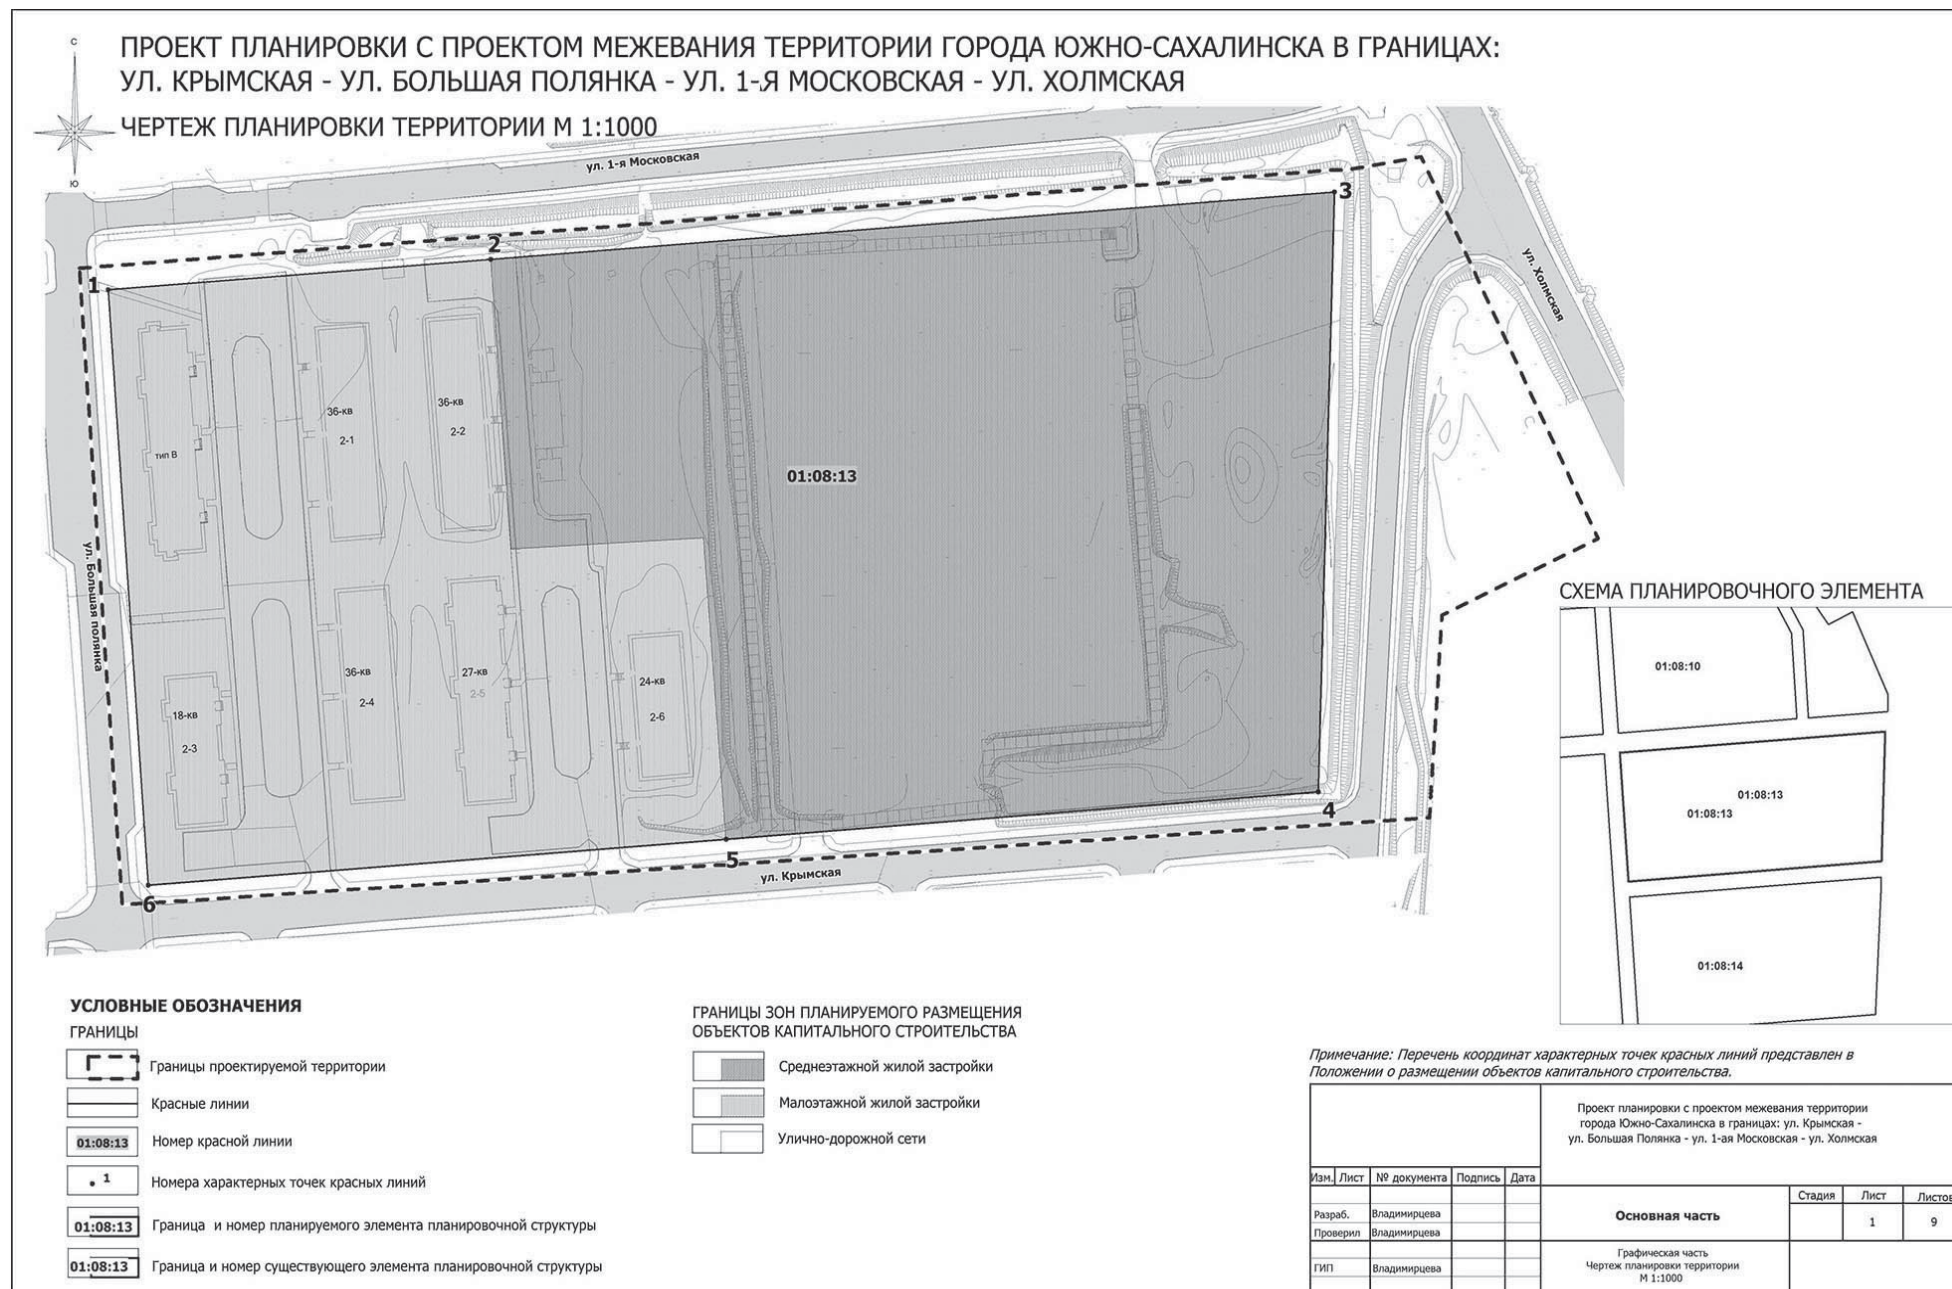 С
Ю
ПРОЕКТ ПЛАНИРОВКИ С ПРОЕКТОМ МЕЖЕВАНИЯ ТЕРРИТОРИИ ГОРОДА ЮЖНО-САХАЛИНСКА В ГРАНИЦАХ:
УЛ. КРЫМСКАЯ - УЛ. БОЛЬШАЯ ПОЛЯНКА - УЛ. 1-Я МОСКОВСКАЯ - УЛ. ХОЛМСКАЯ
ЧЕРТЕЖ ПЛАНИРОВКИ ТЕРРИТОРИИ М 1:1000
ул. 1-я Московская
3
2
1
ул. Холмская
36-кв
2-1
36-кв
2-2
тип В
01:08:13
ул. Большая полянка
36-кв
2-4
27-кв
2-5
24-кв
2-6
18-кв
2-3
4
5
6
ул. Крымская
СХЕМА ПЛАНИРОВОЧНОГО ЭЛЕМЕНТА
01:08:10
01:08:13
01:08:13
01:08:14
УСЛОВНЫЕ ОБОЗНАЧЕНИЯ
ГРАНИЦЫ
Границы проектируемой территории
Красные линии
01:08:13 Номер красной линии
1 Номера характерных точек красных линий
01:08:13 Граница и номер планируемого элемента планировочной структуры
01:08:13 Граница и номер существующего элемента планировочной структуры
ГРАНИЦЫ ЗОН ПЛАНИРУЕМОГО РАЗМЕЩЕНИЯ
ОБЪЕКТОВ КАПИТАЛЬНОГО СТРОИТЕЛЬСТВА
Среднеэтажной жилой застройки
Малоэтажной жилой застройки
Улично-дорожной сети
Примечание: Перечень координат характерных точек красных линий представлен в
Положении о размещении объектов капитального строительства.
Проект планировки с проектом межевания территории
города Южно-Сахалинска в границах: ул. Крымская -
ул. Большая Полянка - ул. 1-ая Московская - ул. Холмская
Изм. Лист № документа Подпись Дата
Разраб. Владимирцева
Проверил Владимирцева
ГИП Владимирцева
Основная часть
Стадия Лист Листов
1 9
Графическая часть
Чертеж планировки территории
М 1:1000